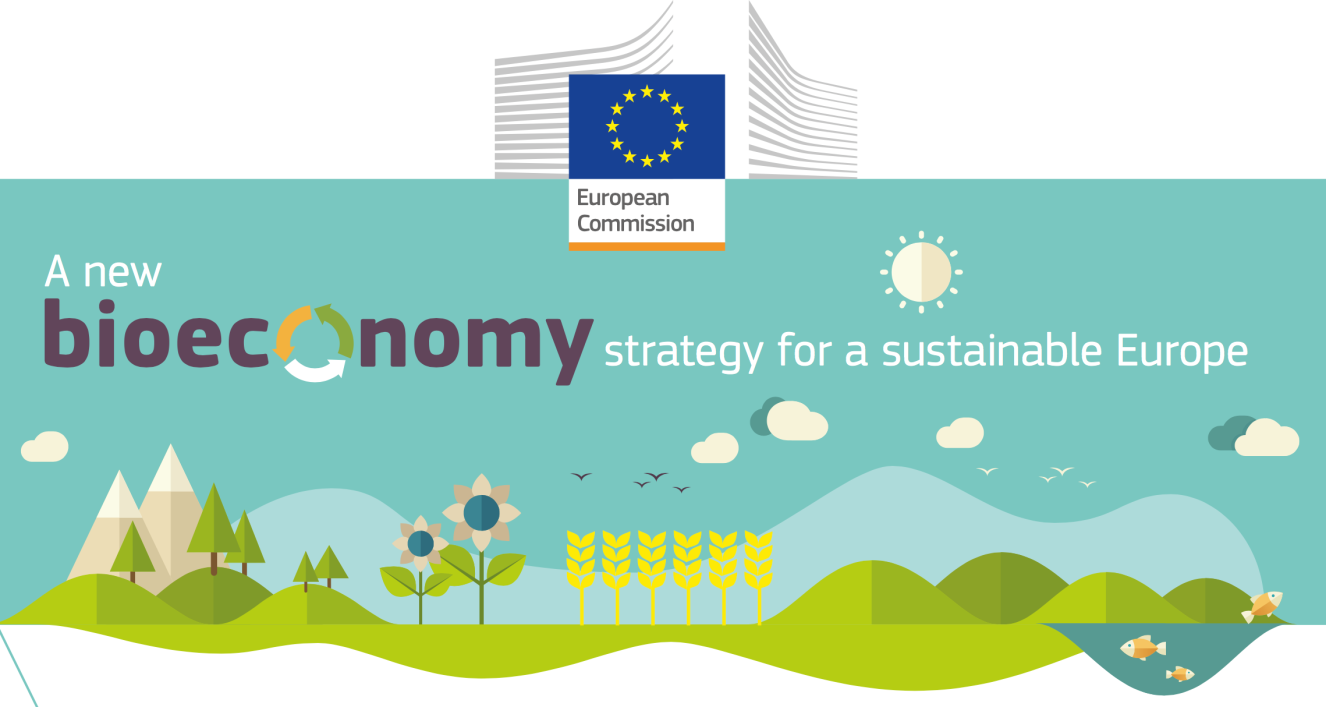 European
Commission
A new
bioeconomy strategy for a sustainable Europe